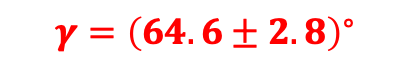 γ = (64.6 ± 2.8)°